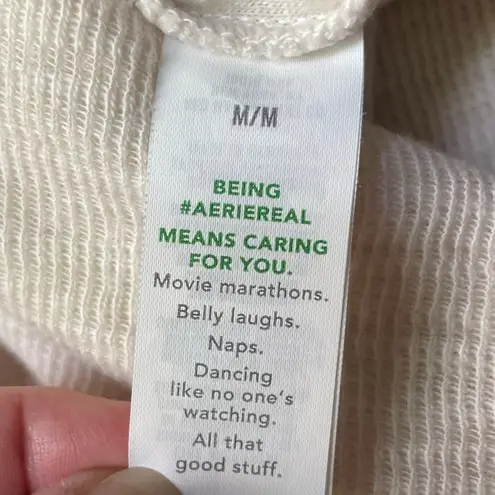 M/M
BEING
#AERIEREAL
MEANS CARING
FOR YOU.
Movie marathons.
Belly laughs.
Naps.
Dancing
like no one's
watching.
All that
good stuff.